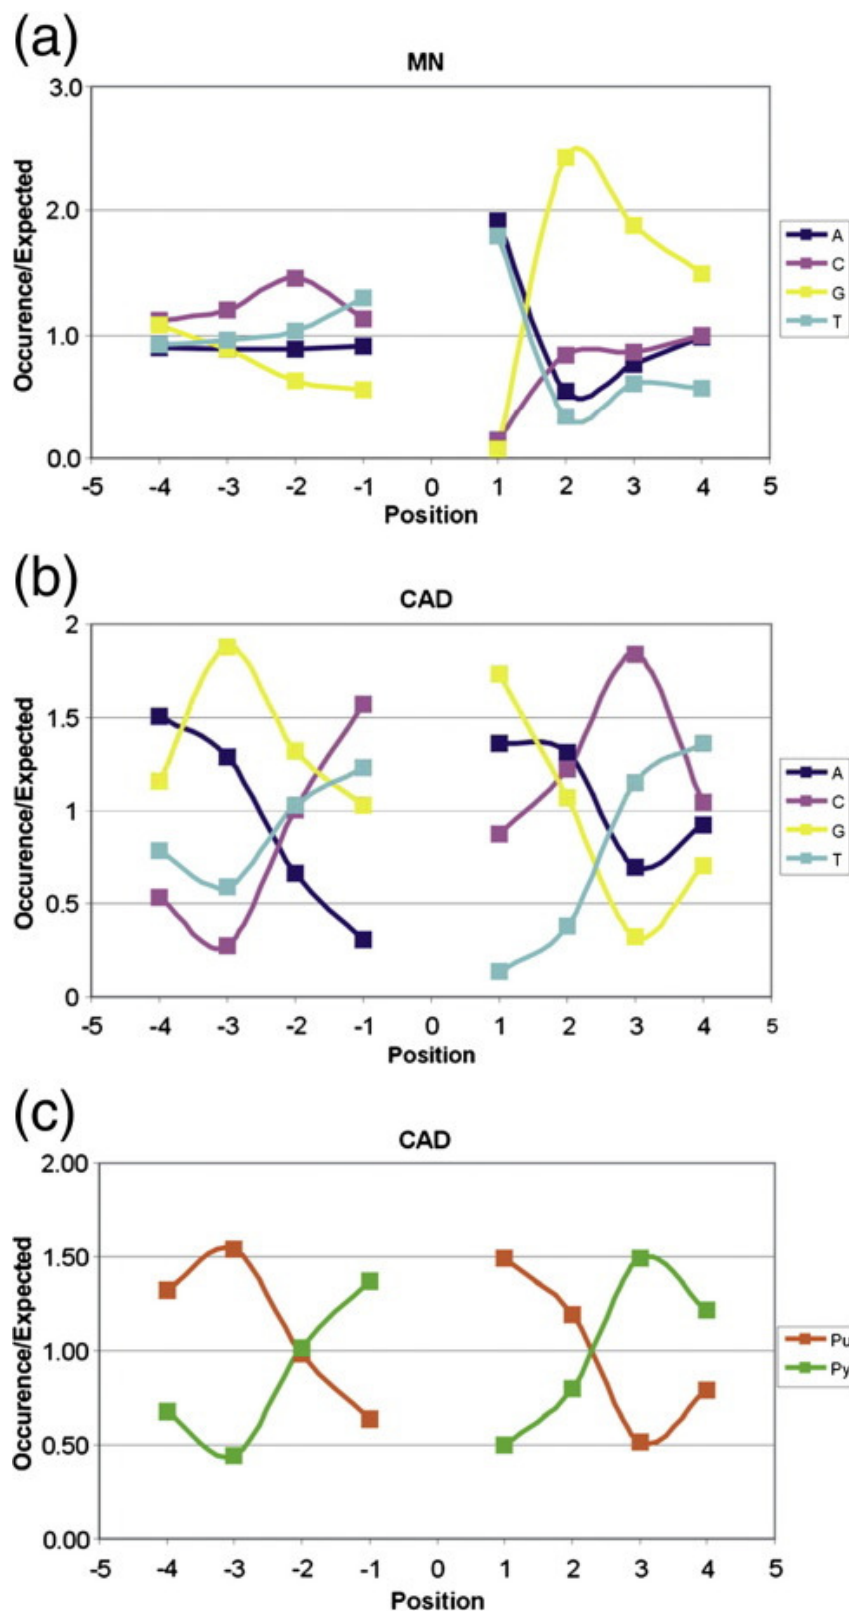 (a)
MN
3.0
2.0
1.0
0.0
Occurence/Expected
-5 -4 -3 -2 -1 0 1 2 3 4 5
Position
A
C
G
T
(b)
CAD
2
1.5
1
0.5
0
Occurence/Expected
-5 -4 -3 -2 -1 0 1 2 3 4 5
Position
A
C
G
T
(c)
CAD
2.00
1.50
1.00
0.50
0.00
Occurence/Expected
-5 -4 -3 -2 -1 0 1 2 3 4 5
Position
Pu
Py